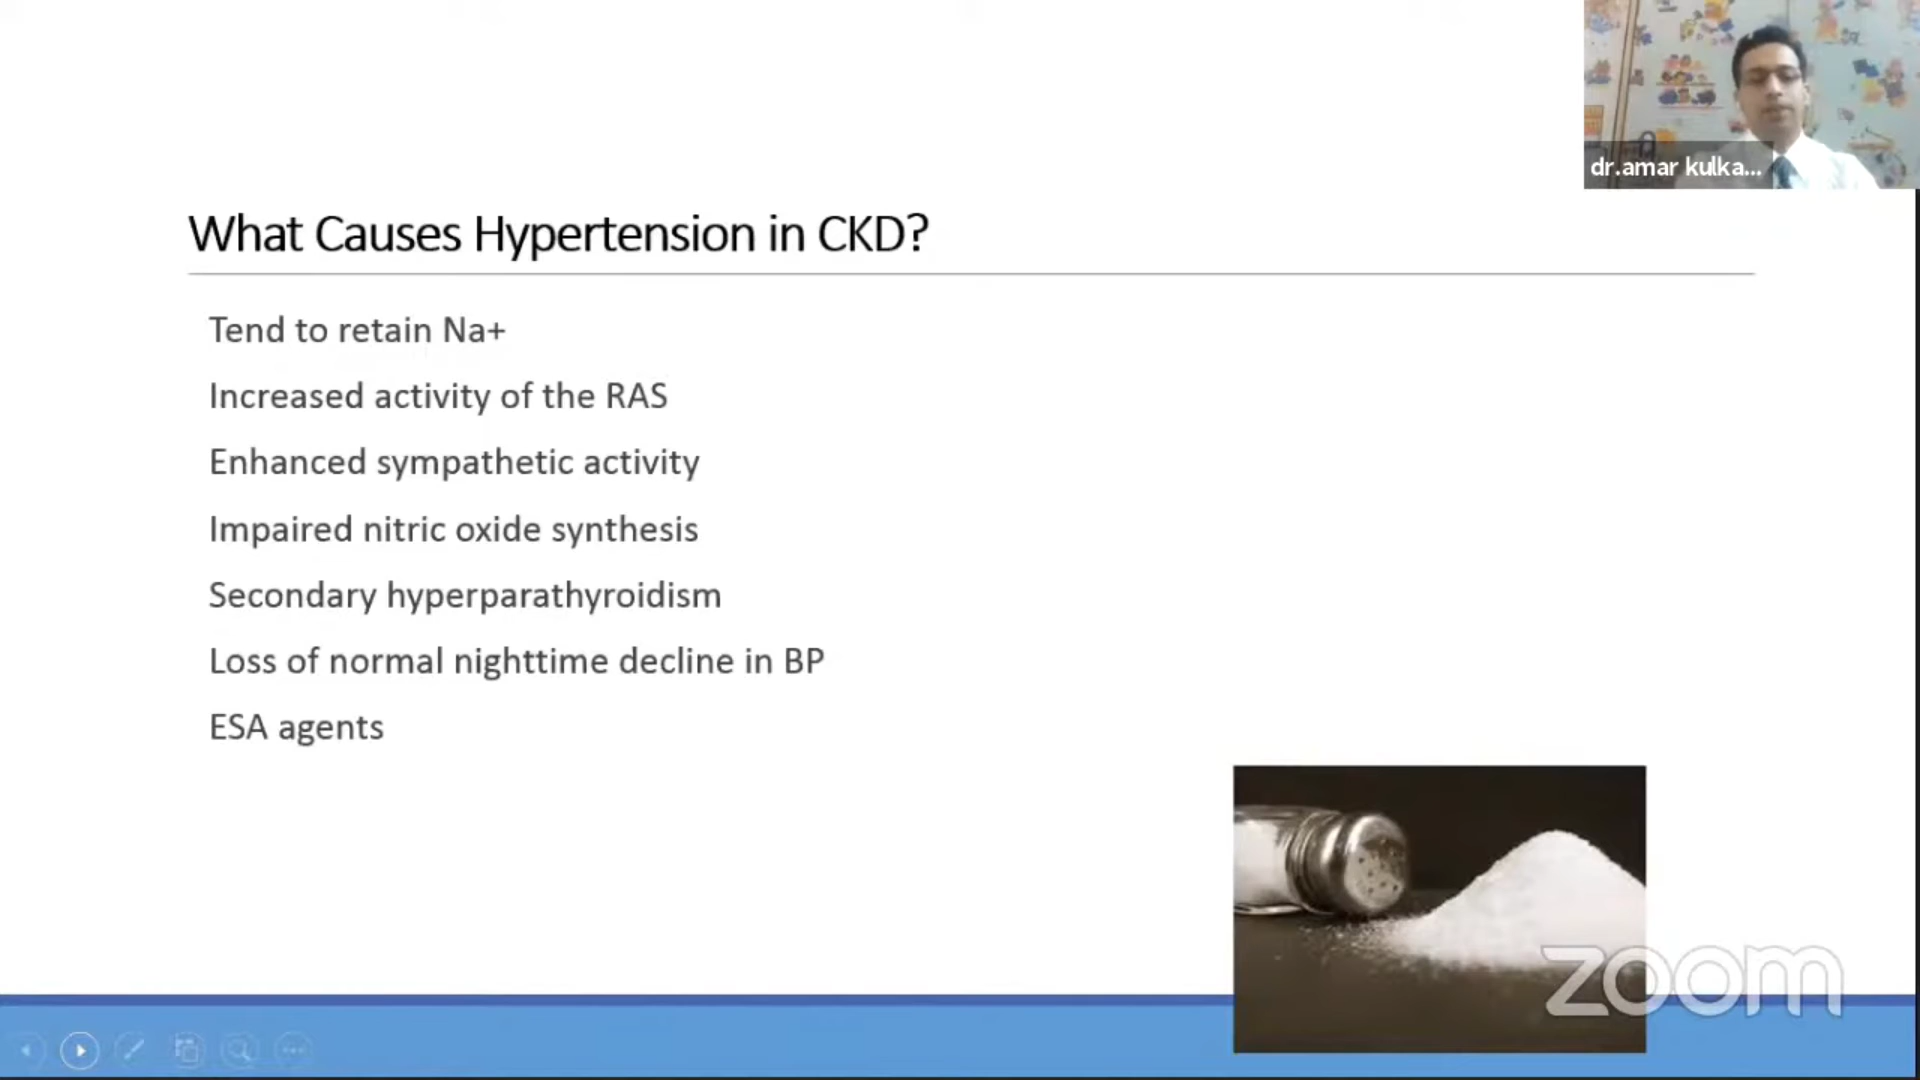 dr.amar kulka...
What Causes Hypertension in CKD?
Tend to retain Na+
Increased activity of the RAS
Enhanced sympathetic activity
Impaired nitric oxide synthesis
Secondary hyperparathyroidism
Loss of normal nighttime decline in BP
ESA agents
zoom